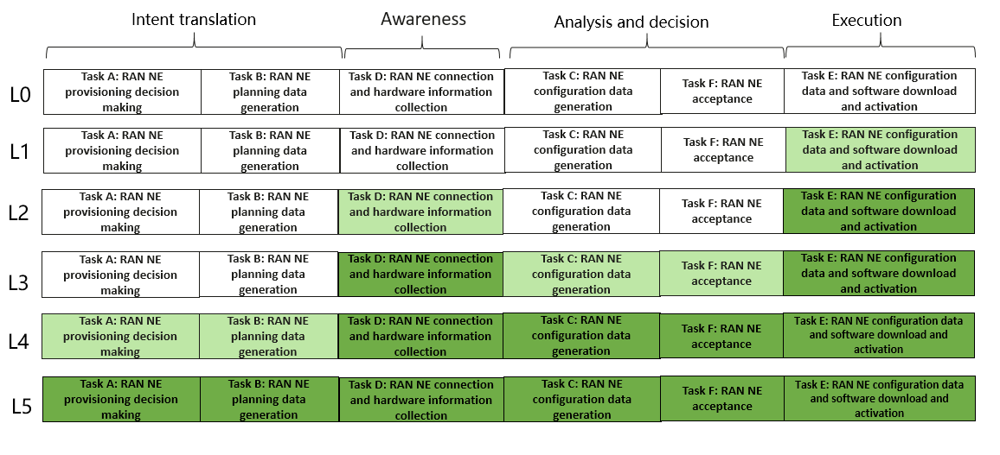 Intent translation
Awareness
Analysis and decision
Execution
L0
Task A: RAN NE
provisioning decision
making
Task B: RAN NE
planning data
generation
Task D: RAN NE connection
and hardware information
collection
Task C: RAN NE
configuration data
generation
Task F: RAN NE
acceptance
Task E: RAN NE configuration
data and software download
and activation
L1
Task A: RAN NE
provisioning decision
making
Task B: RAN NE
planning data
generation
Task D: RAN NE connection
and hardware information
collection
Task C: RAN NE
configuration data
generation
Task F: RAN NE
acceptance
Task E: RAN NE configuration
data and software download
and activation
L2
Task A: RAN NE
provisioning decision
making
Task B: RAN NE
planning data
generation
Task D: RAN NE connection
and hardware information
collection
Task C: RAN NE
configuration data
generation
Task F: RAN NE
acceptance
Task E: RAN NE configuration
data and software download
and activation
L3
Task A: RAN NE
provisioning decision
making
Task B: RAN NE
planning data
generation
Task D: RAN NE connection
and hardware information
collection
Task C: RAN NE
configuration data
generation
Task F: RAN NE
acceptance
Task E: RAN NE configuration
data and software download
and activation
L4
Task A: RAN NE
provisioning decision
making
Task B: RAN NE
planning data
generation
Task D: RAN NE connection
and hardware information
collection
Task C: RAN NE
configuration data
generation
Task F: RAN NE
acceptance
Task E: RAN NE configuration data
and software download and
activation
L5
Task A: RAN NE
provisioning decision
making
Task B: RAN NE
planning data
generation
Task D: RAN NE connection
and hardware information
collection
Task C: RAN NE
configuration data
generation
Task F: RAN NE
acceptance
Task E: RAN NE configuration data
and software download and
activation